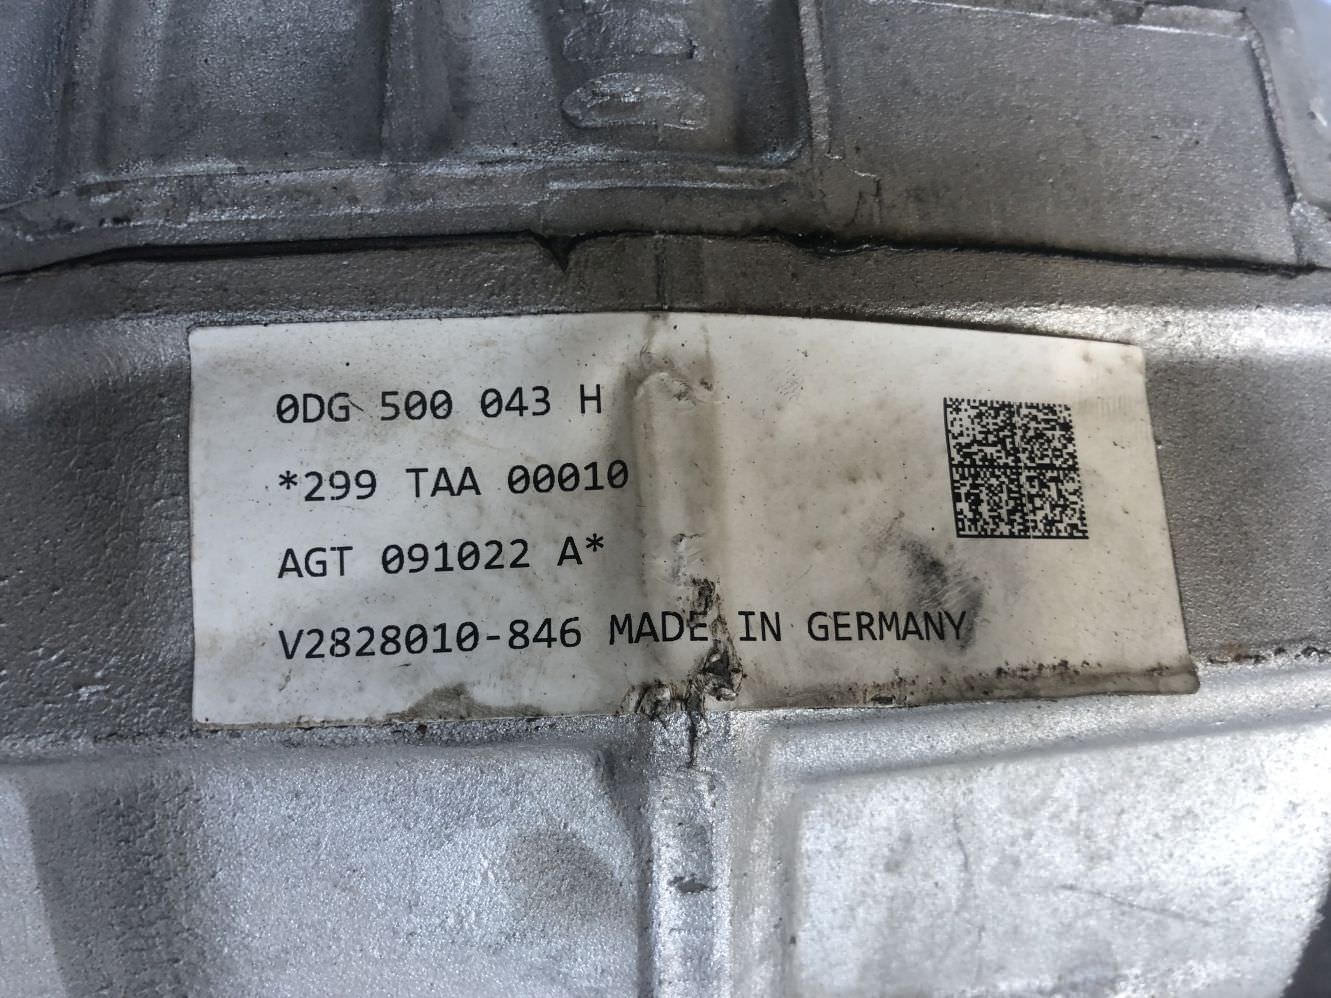 0DG 500 043 H
*299 TAA 00010
AGT 091022 A*
V2828010-846 MADE IN GERMANY